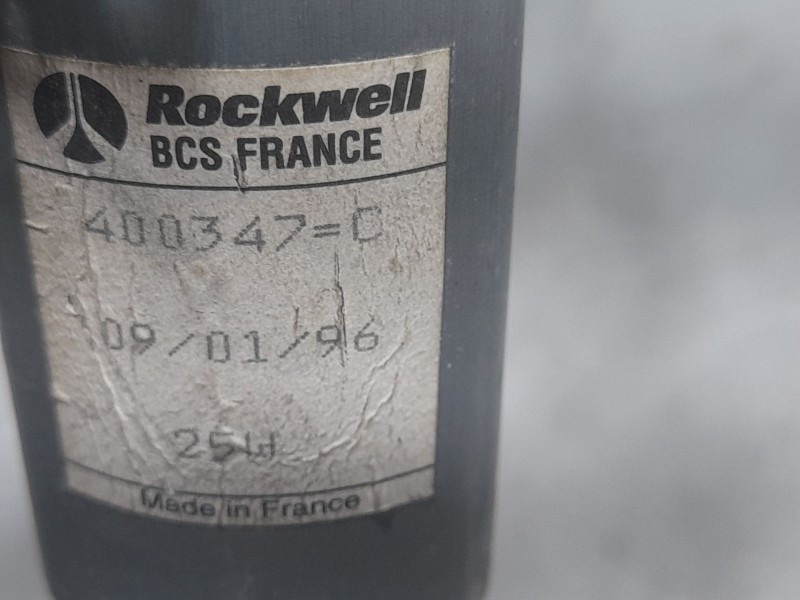 Rockwell
BCS FRANCE
400347=C
09/01/96
25W
Made in France